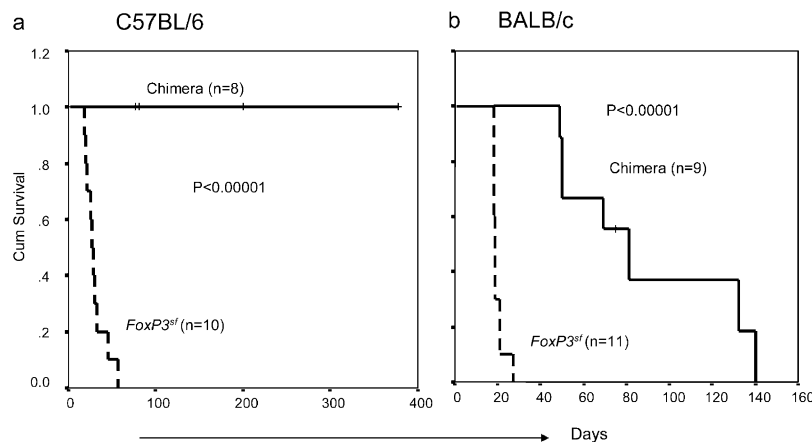 a C57BL/6
b BALB/c
1.2
1.0
.8
.6
.4
.2
0.0
Cum Survival
Chimera (n=8)
P<0.00001
FoxP3sf (n=10)
0 100 200 300 400
P<0.00001
Chimera (n=9)
FoxP3sf (n=11)
0 20 40 60 80 100 120 140 160
Days